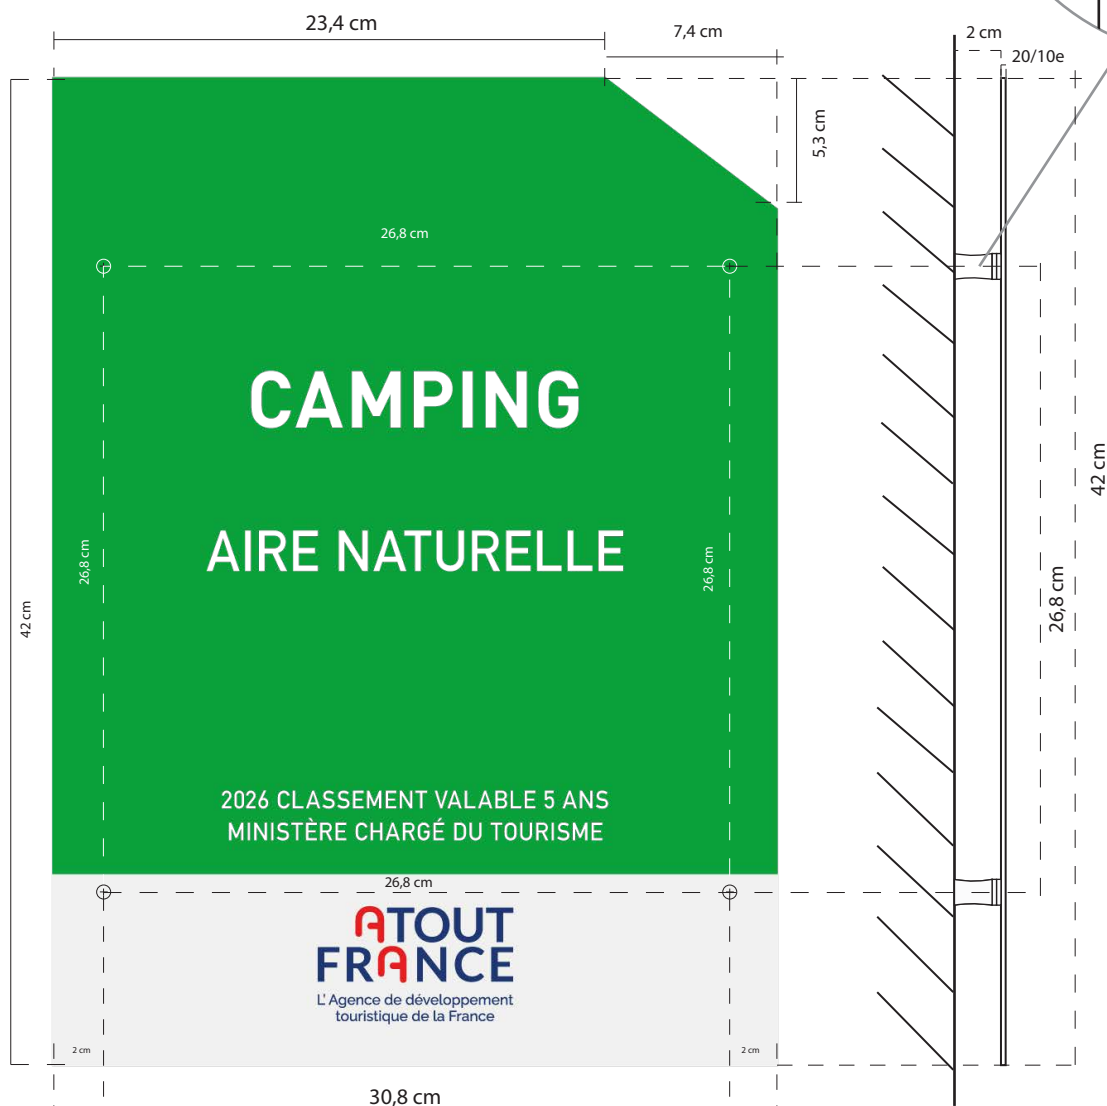 23,4 cm
7,4 cm
2 cm
20/10e
5,3 cm
26,8 cm
CAMPING
AIRE NATURELLE
26,8 cm
26,8 cm
42 cm
42 cm
26,8 cm
2026 CLASSEMENT VALABLE 5 ANS
MINISTÈRE CHARGÉ DU TOURISME
26,8 cm
ATOUT
FRANCE
L'Agence de développement
touristique de la France
2 cm
2 cm
30,8 cm